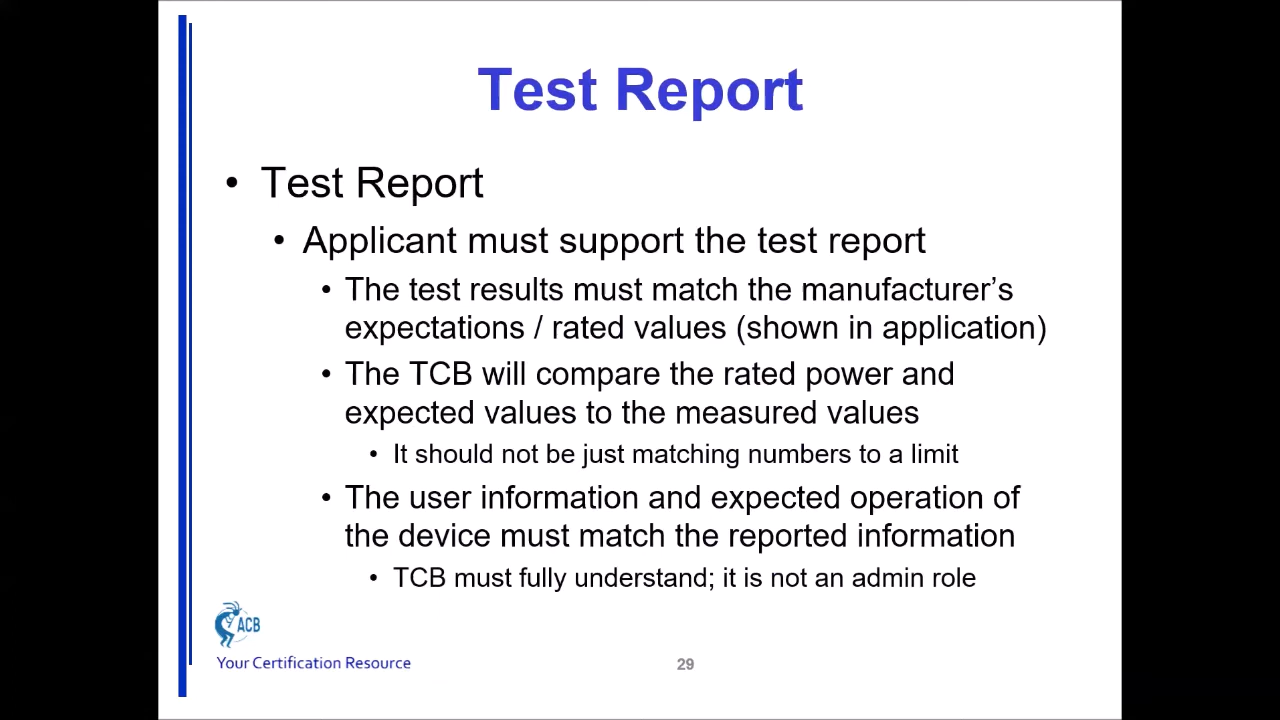 Test Report
• Test Report
• Applicant must support the test report
• The test results must match the manufacturer’s
expectations / rated values (shown in application)
• The TCB will compare the rated power and
expected values to the measured values
• It should not be just matching numbers to a limit
• The user information and expected operation of
the device must match the reported information
• TCB must fully understand; it is not an admin role
ACB
Your Certification Resource
29